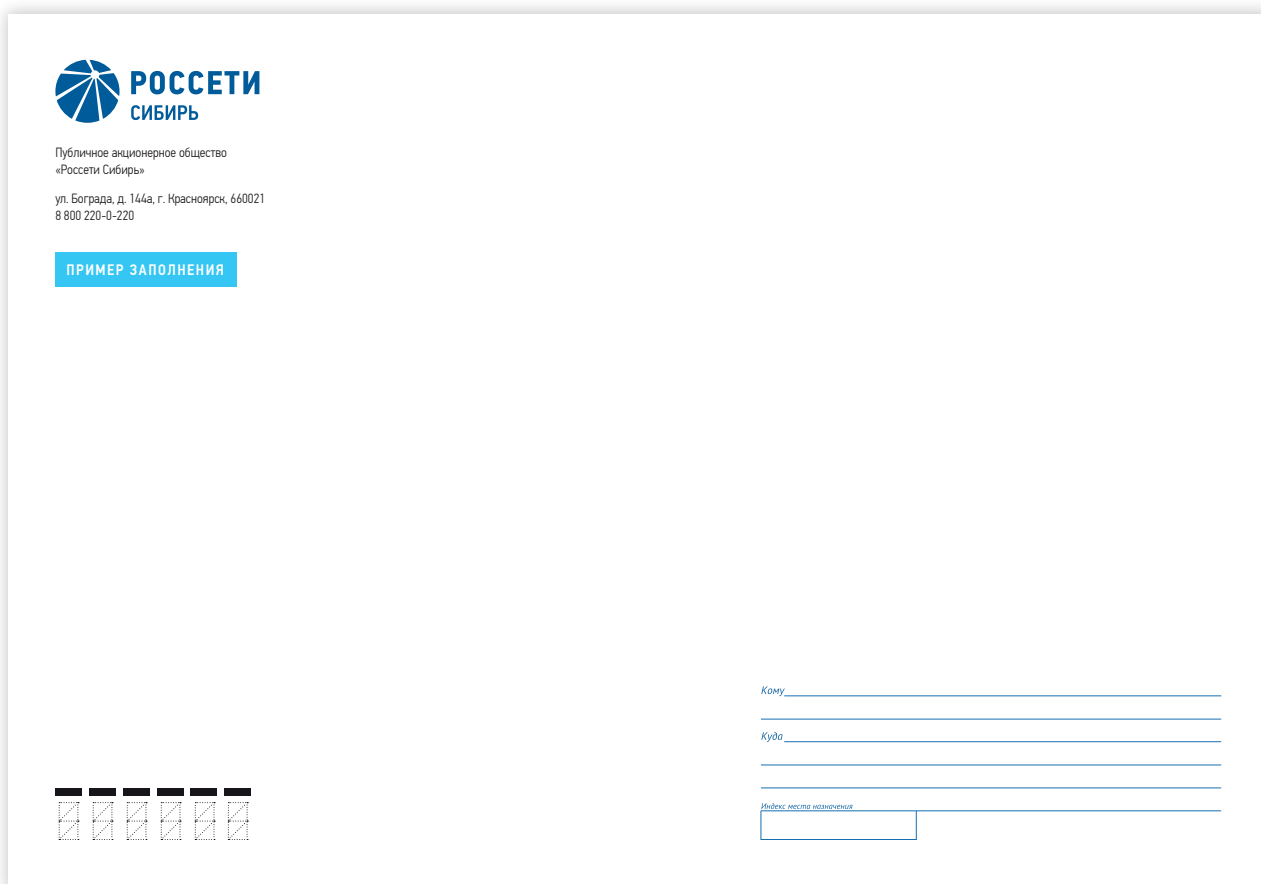 РОССЕТИ
СИБИРЬ
Публичное акционерное общество
«Россети Сибирь»
ул. Бограда, д. 144а, г. Красноярск, 660021
8 800 220-0-220
ПРИМЕР ЗАПОЛНЕНИЯ
Кому
Куда
Индекс места назначения